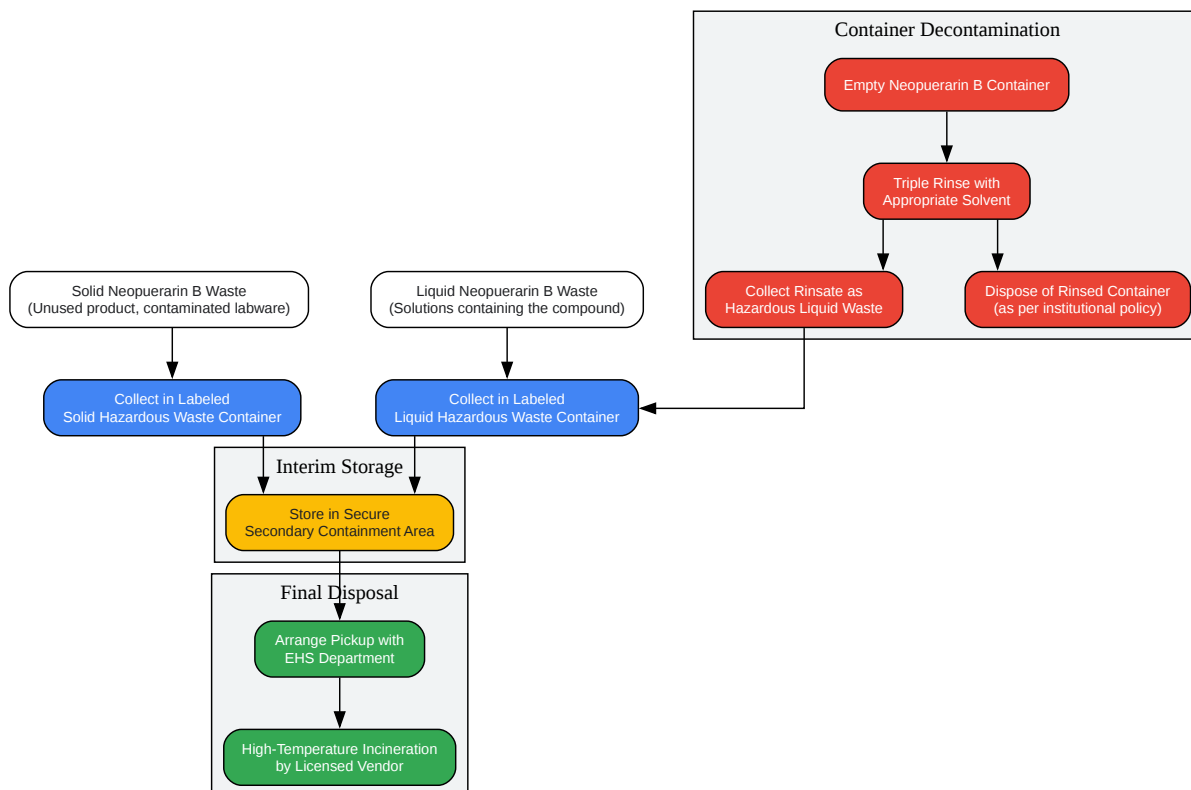 Container Decontamination
Empty Neopuerarin B Container
Triple Rinse with
Appropriate Solvent
Solid Neopuerarin B Waste
(Unused product, contaminated labware)
Liquid Neopuerarin B Waste
(Solutions containing the compound)
Collect Rinsate as
Hazardous Liquid Waste
Dispose of Rinsed Container
(as per institutional policy)
Collect in Labeled
Solid Hazardous Waste Container
Collect in Labeled
Liquid Hazardous Waste Container
Interim Storage
Store in Secure
Secondary Containment Area
Final Disposal
Arrange Pickup with
EHS Department
High-Temperature Incineration
by Licensed Vendor